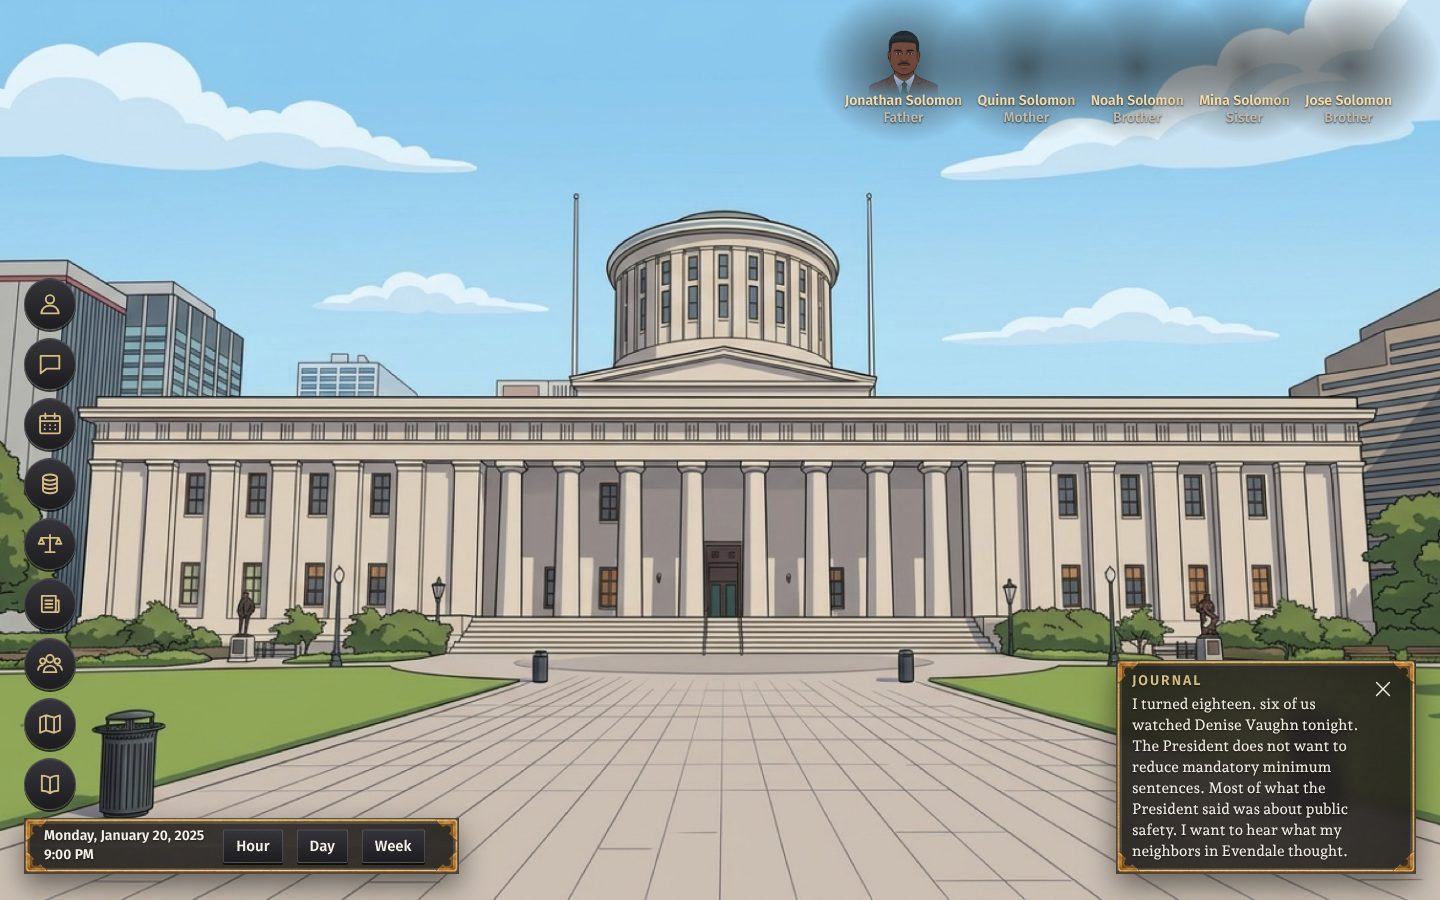 Jonathan Solomon
Father
Quinn Solomon
Mother
Noah Solomon
Brother
Mina Solomon
Sister
Jose Solomon
Brother
JOURNAL
I turned eighteen. six of us
watched Denise Vaughn tonight.
The President does not want to
reduce mandatory minimum
sentences. Most of what the
President said was about public
safety. I want to hear what my
neighbors in Evendale thought.
Monday, January 20, 2025
9:00 PM
Hour
Day
Week